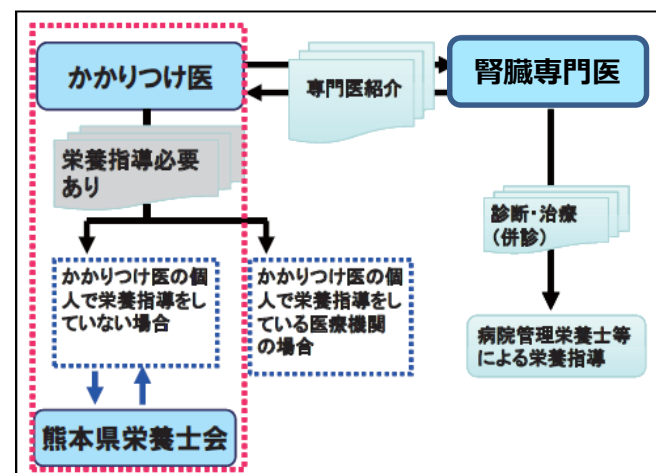 かかりつけ医
専門医紹介
腎臓専門医
栄養指導必要
あり
診断・治療
(併診)
かかりつけ医の個
人で栄養指導をし
ていない場合
かかりつけ医の個
人で栄養指導をし
ている医療機関
の場合
病院管理栄養士等
による栄養指導
熊本県栄養士会